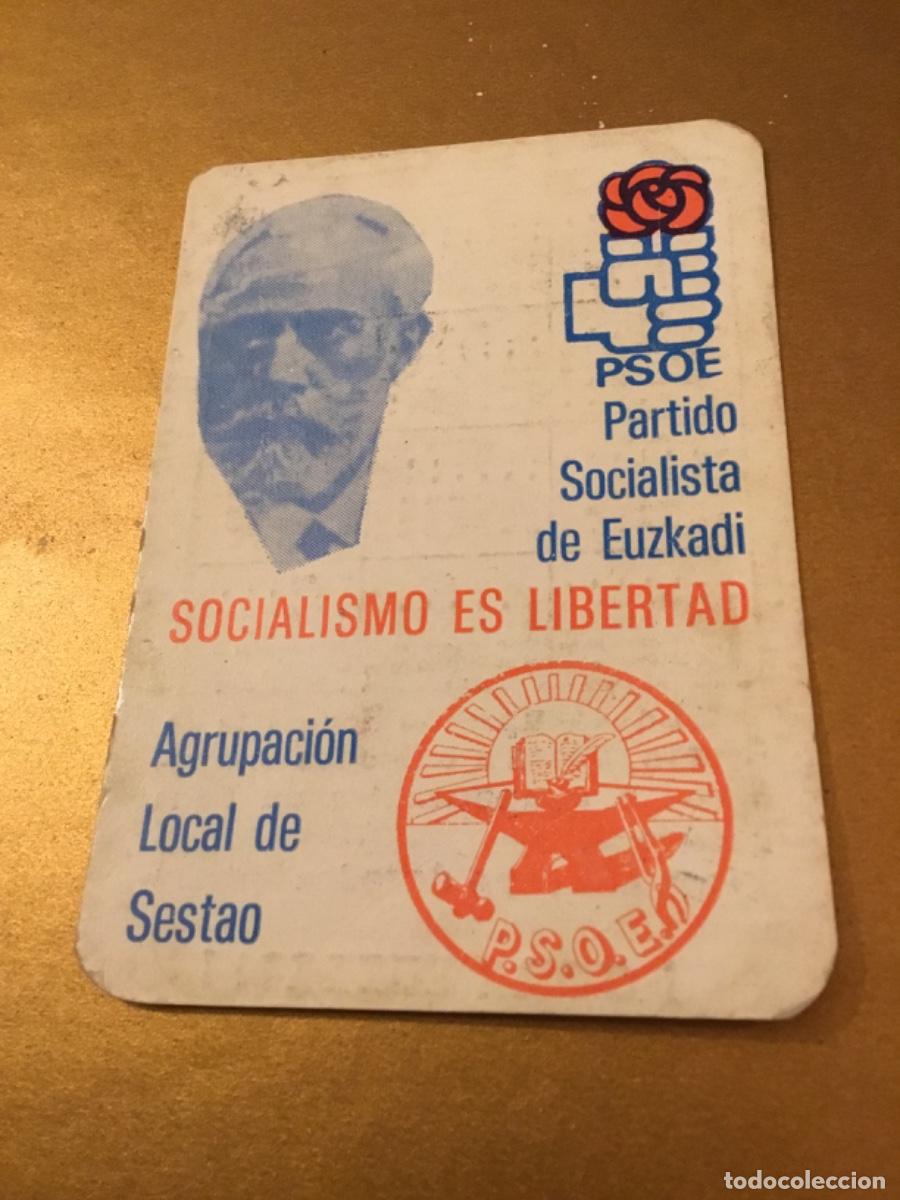 PSOE
Partido
Socialista
de Euzkadi
SOCIALISMO ES LIBERTAD
Agrupación
Local de
Sestao
P.S.O.E.
todocoleccion